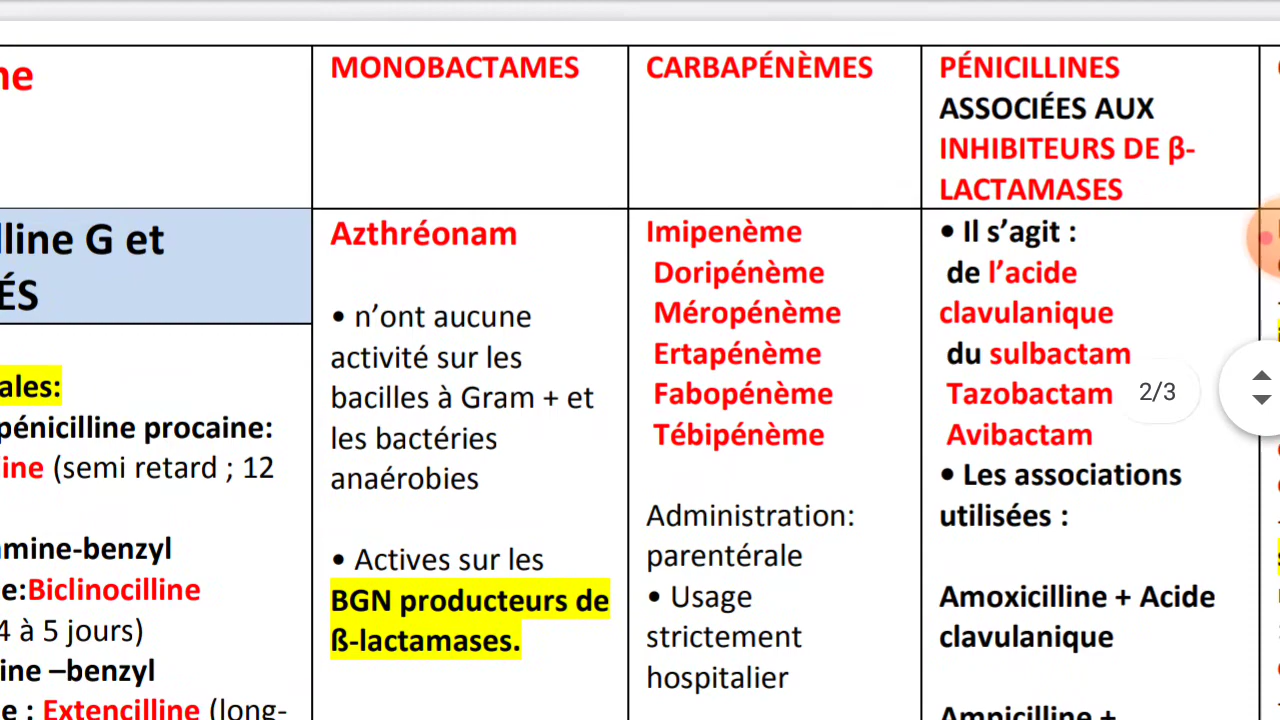 ne
lline G et
ÉS
ales:
pénicilline procaine:
ine (semi retard ; 12
amine-benzyl
e:Biclinocilline
4 à 5 jours)
ine –benzyl
e : Extencilline (long-
MONOBACTAMES
Azthréonam
• n’ont aucune
activité sur les
bacilles à Gram + et
les bactéries
anaérobies
• Actives sur les
BGN producteurs de
ß-lactamases.
CARBAPÉNÈMES
Imipenème
Doripénème
Méropénème
Ertapénème
Fabopénème
Tébipénème
Administration:
parentérale
• Usage
strictement
hospitalier
PÉNICILLINES
ASSOCIÉES AUX
INHIBITEURS DE β-
LACTAMASES
• Il s’agit :
de l’acide
clavulanique
du sulbactam
Tazobactam
Avibactam
• Les associations
utilisées :
Amoxicilline + Acide
clavulanique
Ampicilline +
2/3